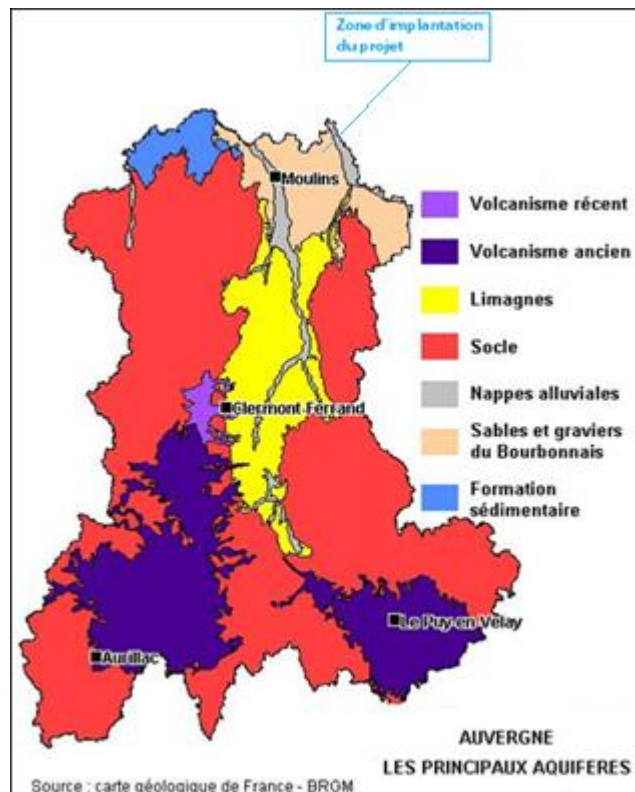 Zone d'implantation
du projet
Moulins
Volcanisme récent
Volcanisme ancien
Limagnes
Socle
Nappes alluviales
Clermont-Ferrand
Sables et graviers
du Bourbonnais
Formation
sédimentaire
Le Puy-en-Velay
Aurillac
AUVERGNE
LES PRINCIPAUX AQUIFERES
Source : carte géologique de France - BRGM